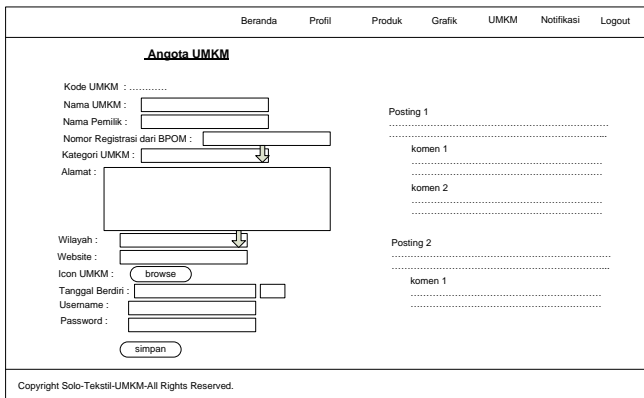 Beranda Profil Produk Grafik UMKM Notifikasi Logout
Angota UMKM
Kode UMKM : …………
Nama UMKM :
Nama Pemilik :
Nomor Registrasi dari BPOM :
Kategori UMKM :
Alamat :
Wilayah :
Website :
Icon UMKM : browse
Tanggal Berdiri :
Username :
Password :
simpan
Posting 1
komen 1
komen 2
Posting 2
komen 1
Copyright Solo-Tekstil-UMKM-All Rights Reserved.